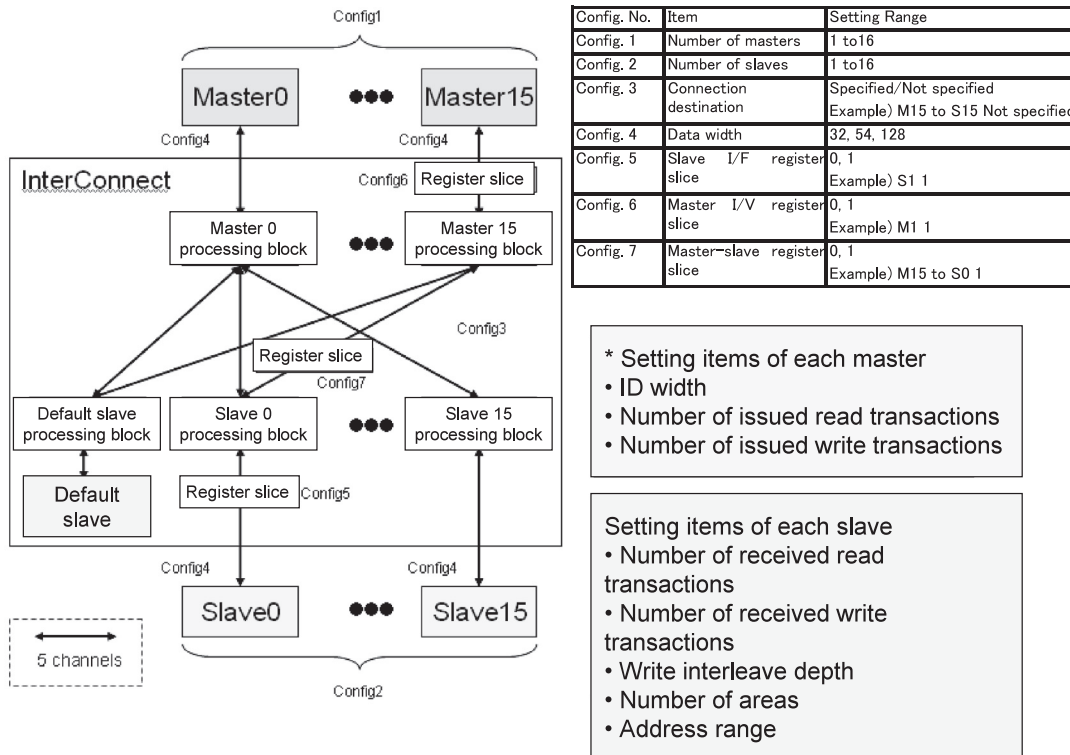 Config1
Master0
Master15
Config4
Config4
InterConnect
Config6
Register slice
Master 0
processing block
Master 15
processing block
Config3
Register slice
Config7
Default slave
processing block
Slave 0
processing block
Slave 15
processing block
Default
slave
Register slice
Config5
Config4
Config4
Slave0
Slave15
5 channels
Config2
Config. No. Item Setting Range
Config. 1 Number of masters 1 to16
Config. 2 Number of slaves 1 to16
Config. 3 Connection destination Specified/Not specified
Example) M15 to S15 Not specified
Config. 4 Data width 32, 54, 128
Config. 5 Slave I/F register slice 0, 1
Example) S1 1
Config. 6 Master I/V register slice 0, 1
Example) M1 1
Config. 7 Master-slave register slice 0, 1
Example) M15 to S0 1
* Setting items of each master
• ID width
• Number of issued read transactions
• Number of issued write transactions
Setting items of each slave
• Number of received read
transactions
• Number of received write
transactions
• Write interleave depth
• Number of areas
• Address range